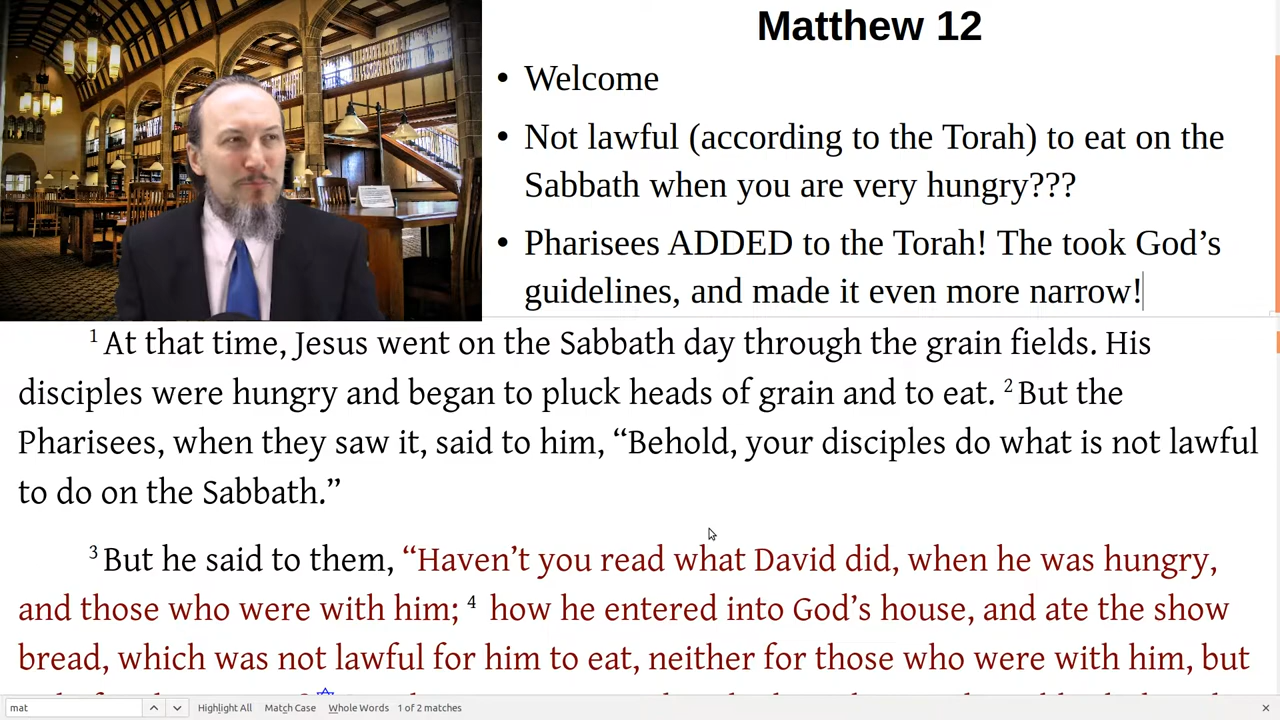 Matthew 12
• Welcome
• Not lawful (according to the Torah) to eat on the
Sabbath when you are very hungry???
• Pharisees ADDED to the Torah! The took God’s
guidelines, and made it even more narrow!
1 At that time, Jesus went on the Sabbath day through the grain fields. His
disciples were hungry and began to pluck heads of grain and to eat. 2 But the
Pharisees, when they saw it, said to him, “Behold, your disciples do what is not lawful
to do on the Sabbath.”
3 But he said to them, “Haven’t you read what David did, when he was hungry,
and those who were with him; 4 how he entered into God’s house, and ate the show
bread, which was not lawful for him to eat, neither for those who were with him, but
mat Highlight All Match Case Whole Words 1 of 2 matches